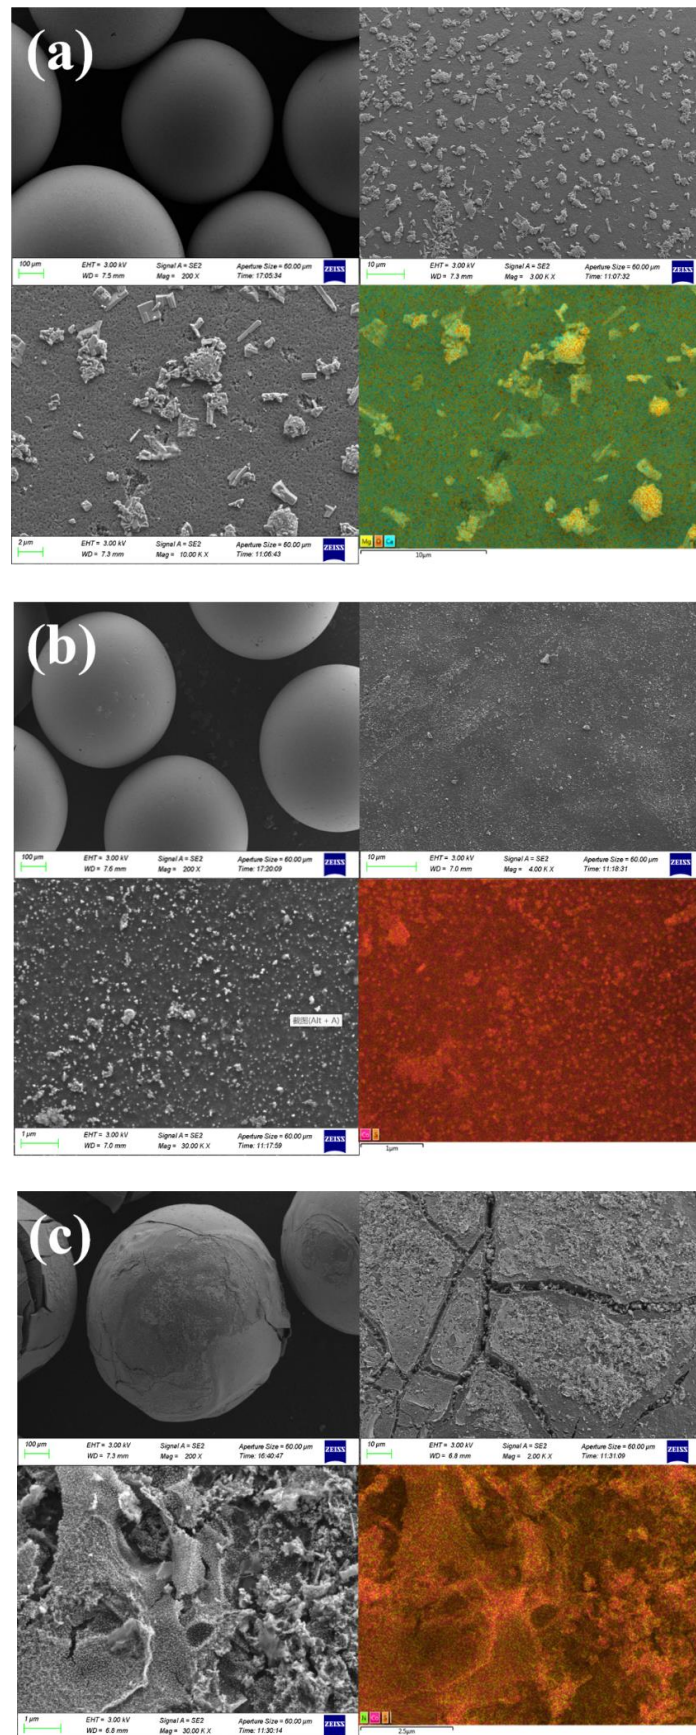 (a)
100 µm EHT = 3.00 kV Signal A = SE2 Aperture Size = 60.00 µm
WD = 7.5 mm Mag = 200 X Time: 17:05:34 ZEISS
10 µm EHT = 3.00 kV Signal A = SE2 Aperture Size = 60.00 µm
WD = 7.3 mm Mag = 3.00 K X Time: 11:07:32 ZEISS
2 µm EHT = 3.00 kV Signal A = SE2 Aperture Size = 60.00 µm
WD = 7.3 mm Mag = 10.00 K X Time: 11:06:43 ZEISS
Mg O Ca
10µm
(b)
100 µm EHT = 3.00 kV Signal A = SE2 Aperture Size = 60.00 µm
WD = 7.6 mm Mag = 200 X Time: 17:20:09 ZEISS
10 µm EHT = 3.00 kV Signal A = SE2 Aperture Size = 60.00 µm
WD = 7.0 mm Mag = 4.00 K X Time: 11:18:31 ZEISS
截图(Alt + A)
1 µm EHT = 3.00 kV Signal A = SE2 Aperture Size = 60.00 µm
WD = 7.0 mm Mag = 30.00 K X Time: 11:17:59 ZEISS
1µm
(c)
100 µm EHT = 3.00 kV Signal A = SE2 Aperture Size = 60.00 µm
WD = 7.3 mm Mag = 200 X Time: 16:40:47 ZEISS
10 µm EHT = 3.00 kV Signal A = SE2 Aperture Size = 60.00 µm
WD = 6.8 mm Mag = 2.00 K X Time: 11:31:09 ZEISS
1 µm EHT = 3.00 kV Signal A = SE2 Aperture Size = 60.00 µm
WD = 6.8 mm Mag = 30.00 K X Time: 11:30:14 ZEISS
2.5µm